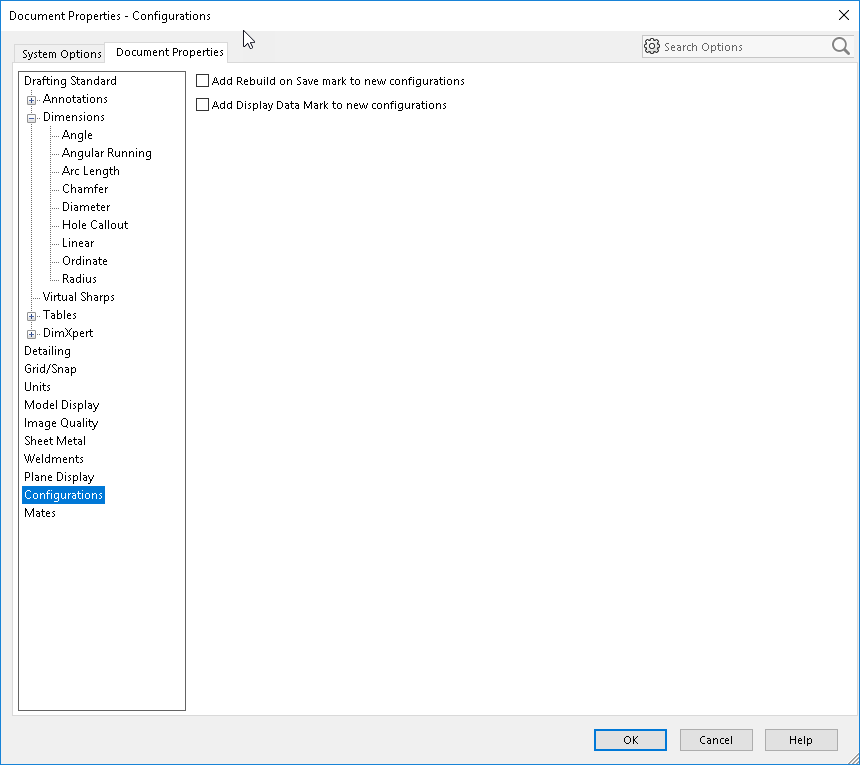 Document Properties - Configurations
System Options
Document Properties
Search Options
Drafting Standard
Annotations
Dimensions
Angle
Angular Running
Arc Length
Chamfer
Diameter
Hole Callout
Linear
Ordinate
Radius
Virtual Sharps
Tables
DimXpert
Detailing
Grid/Snap
Units
Model Display
Image Quality
Sheet Metal
Weldments
Plane Display
Configurations
Mates
Add Rebuild on Save mark to new configurations
Add Display Data Mark to new configurations
OK
Cancel
Help